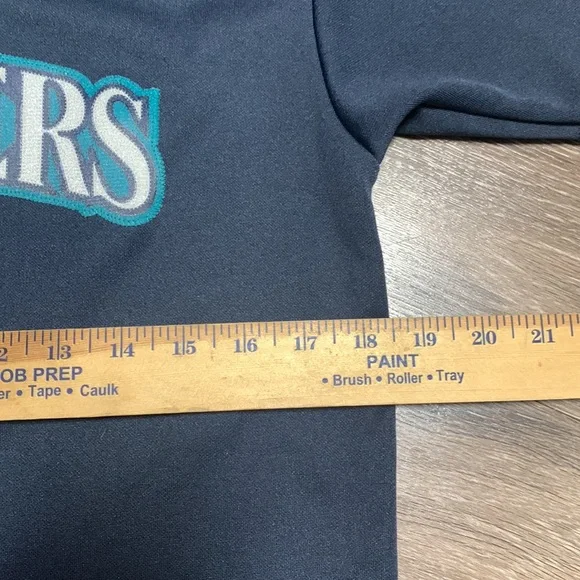 ERS
2 13 14 15 16 17 18 19 20 21
OB PREP PAINT
er • Tape • Caulk • Brush • Roller • Tray